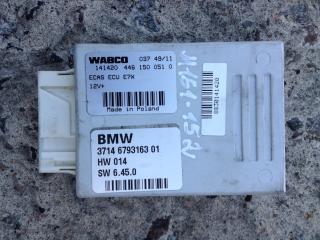 WABCO 037 49/11
141420 446 150 051 0
ECAS ECU E7X
12V+
Made in Poland
BMW
3714 6793163 01
HW 014
SW 6.45.0